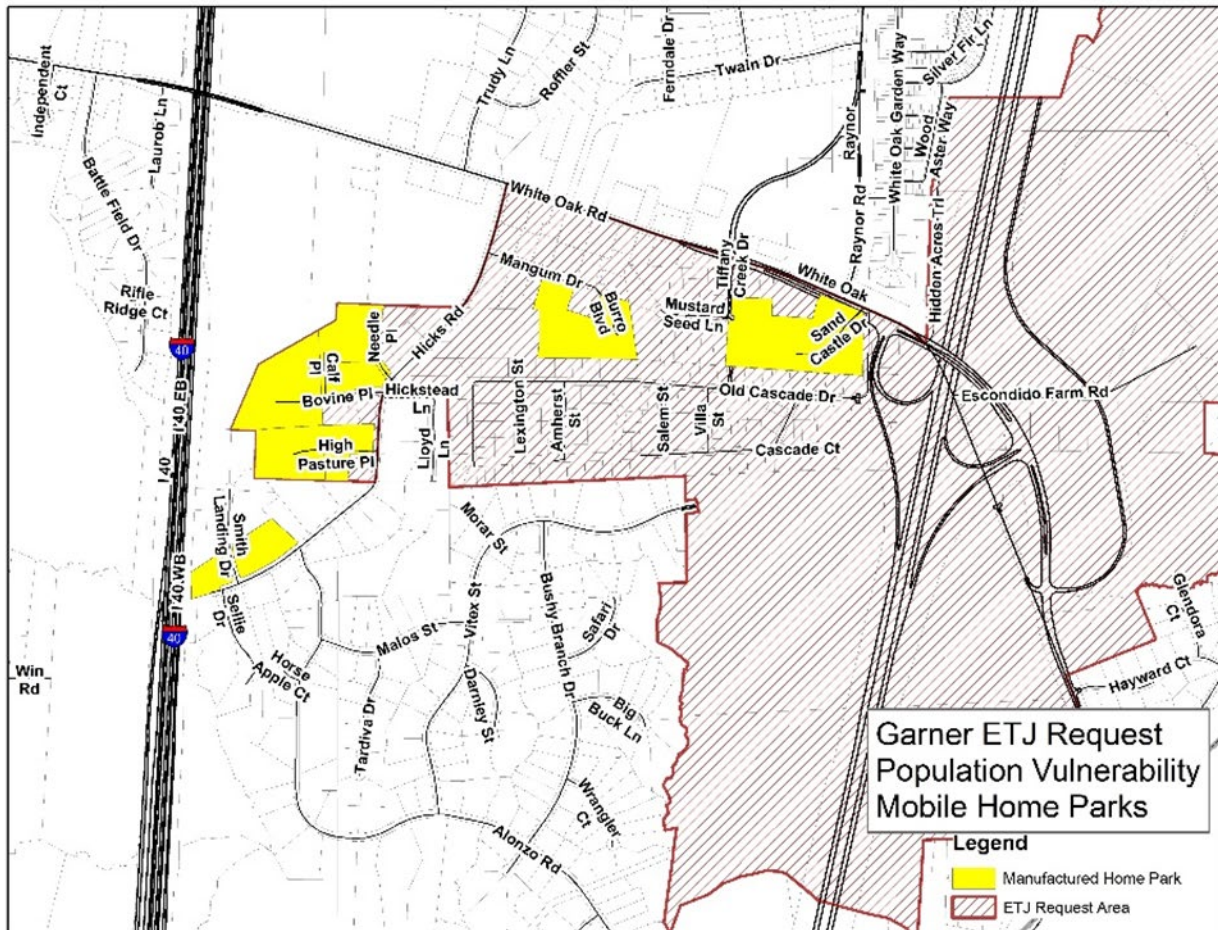 Independent
Ct
Laurob Ln
Battle Field Dr
Rifle
Ridge Ct
Trudy Ln
Roffler St
Ferndale Dr
Twain Dr
Raynor
Raynor Rd
White Oak Garden Way
Wood
Silver Fir Ln
Aster Way
Hiddon Acres Trl
White Oak Rd
White Oak
Tiffany
Creek Dr
Mangum Dr
Burro
Blvd
Mustard
Seed Ln
Sand
Castle Dr
Hicks Rd
Needle
Pl
Calf
Pl
Bovine Pl
Hickstead
Ln
Lloyd
Ln
High
Pasture Pl
Lexington St
Amherst
St
Salem St
Villa
St
Old Cascade Dr
Cascade Ct
Escondido Farm Rd
40
I 40 EB
I 40
I 40 WB
40
Smith
Landing Dr
Sellie
Dr
Horse
Apple Ct
Malos St
Tardiva Dr
Vitex St
Morar St
Darnley St
Bushy Branch Dr
Safari
Dr
Big
Buck Ln
Wrangler
Ct
Alonzo Rd
Win
Rd
Glendora
Ct
Hayward Ct
Garner ETJ Request
Population Vulnerability
Mobile Home Parks
Legend
Manufactured Home Park
ETJ Request Area